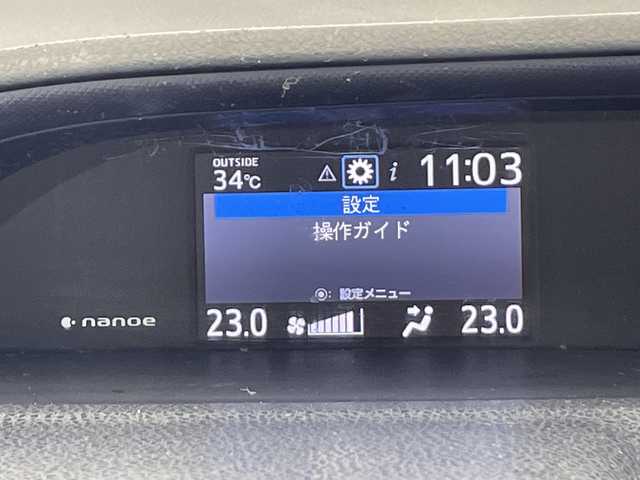 OUTSIDE
34℃
i
11:03
設定
操作ガイド
◉: 設定メニュー
nanoe
23.0
23.0